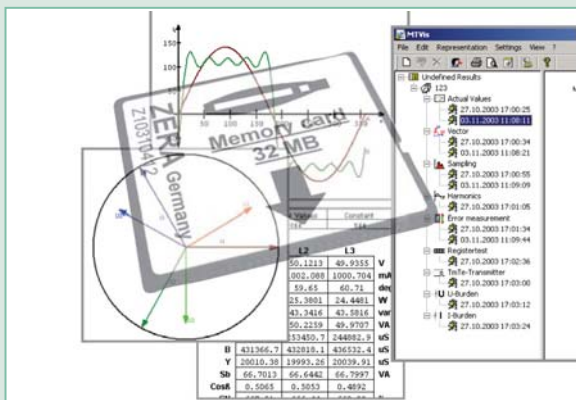 U
150
100
50
0
50 100 150
ZERA Germany
Z10310412
Memory card
32 MB
MTVis
File Edit Representation Settings View ?
Undefined Results
123
Actual Values
27.10.2003 17:00:25
03.11.2003 11:08:11
Vector
27.10.2003 17:00:34
03.11.2003 11:08:21
Sampling
27.10.2003 17:00:55
03.11.2003 11:09:09
Harmonics
27.10.2003 17:01:05
Error measurement
27.10.2003 17:01:34
03.11.2003 11:09:44
Registertest
27.10.2003 17:02:36
TmTe-Transmitter
27.10.2003 17:03:00
U-Burden
27.10.2003 17:03:12
I-Burden
27.10.2003 17:03:24
Values Constant
L2 L3
50.1213 49.9355 V
1002.088 1000.704 mA
59.65 60.71 deg
25.3801 24.4481 W
43.3416 43.5816 var
50.2259 49.9707 VA
253450.7 244882.9 uS
B 431366.7 432818.1 436532.4 uS
Y 20010.38 19993.26 20039.91 uS
Sb 66.7013 66.6442 66.7997 VA
Cosß 0.5065 0.5053 0.4892